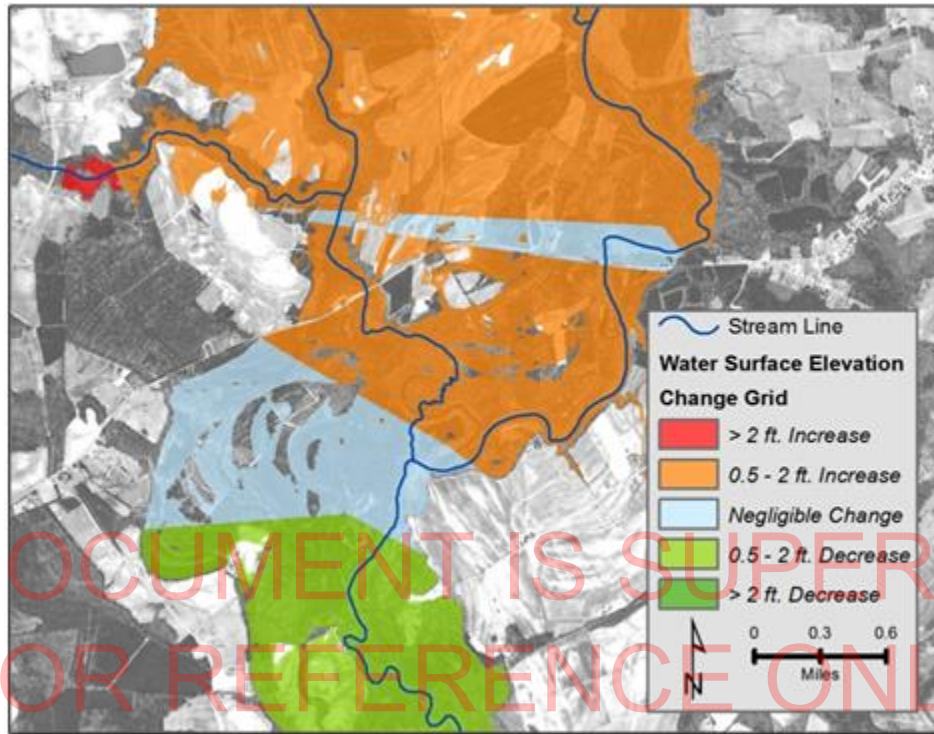 Stream Line
Water Surface Elevation
Change Grid
> 2 ft. Increase
0.5 - 2 ft. Increase
Negligible Change
0.5 - 2 ft. Decrease
> 2 ft. Decrease
N
0 0.3 0.6
Miles
OCUMENT IS SUPER
OR REFERENCE ONL